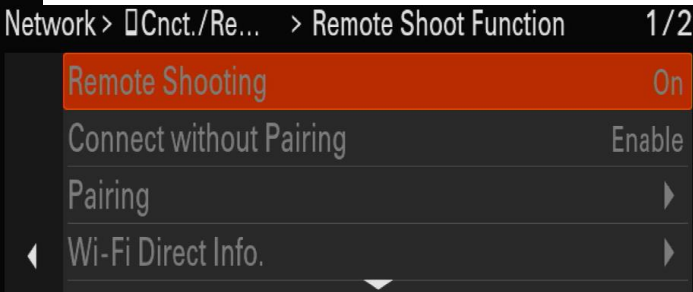 Network > Cnct./Re... > Remote Shoot Function 1/2
Remote Shooting On
Connect without Pairing Enable
Pairing
Wi-Fi Direct Info.